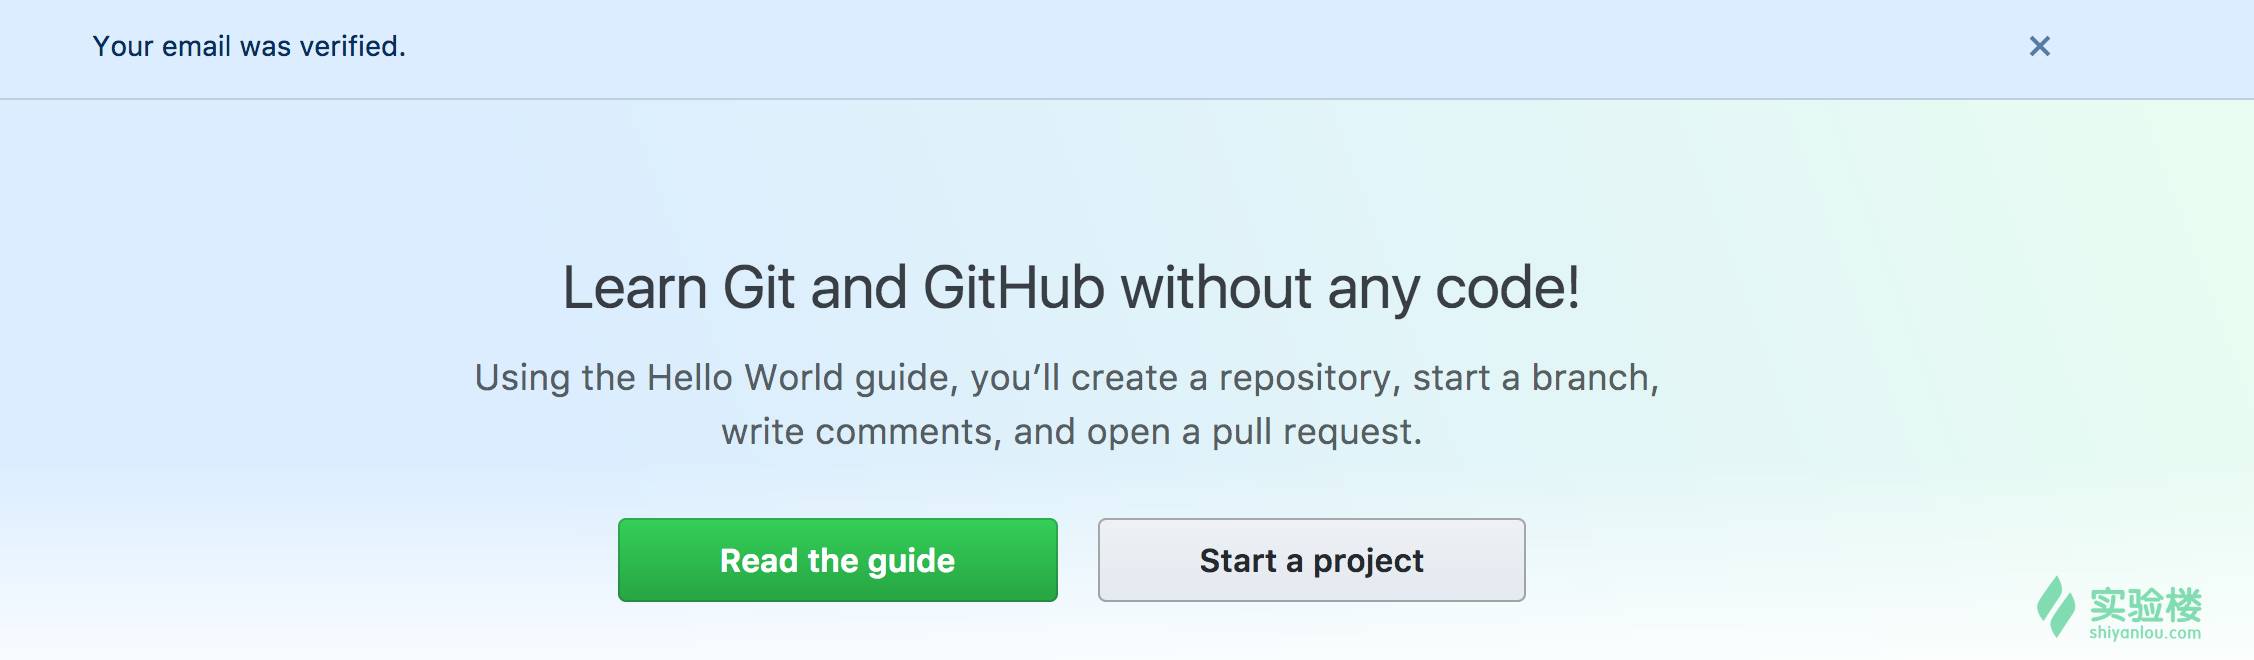 Your email was verified.
Learn Git and GitHub without any code!
Using the Hello World guide, you’ll create a repository, start a branch,
write comments, and open a pull request.
Read the guide
Start a project
实验楼
shiyanlou.com